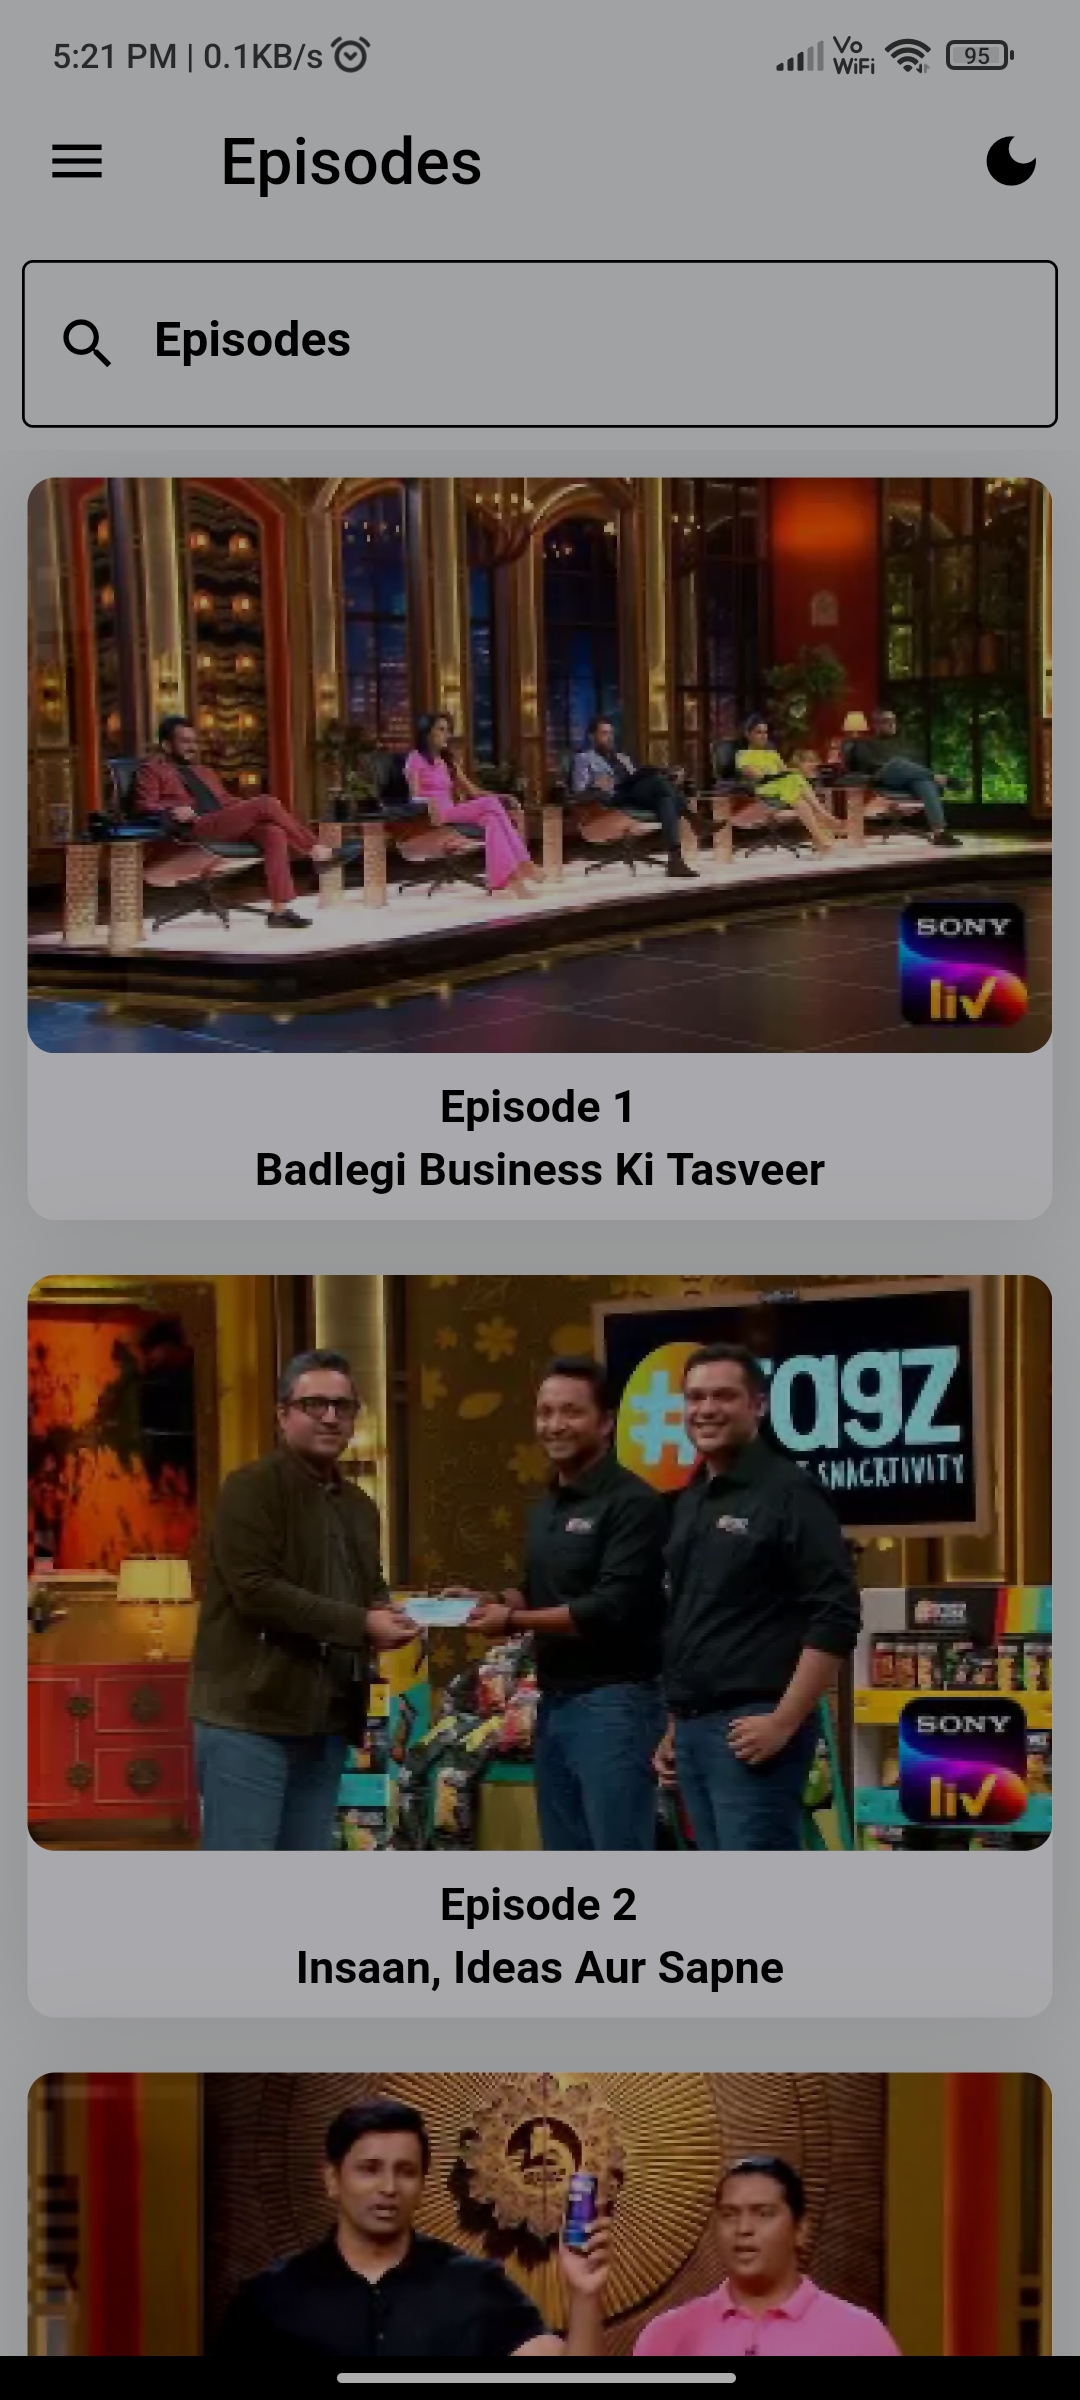 5:21 PM | 0.1KB/s
Vo
WiFi
95
Episodes
Episodes
SONY
liv
Episode 1
Badlegi Business Ki Tasveer
agz
SNACKTIVITY
SONY
liv
Episode 2
Insaan, Ideas Aur Sapne